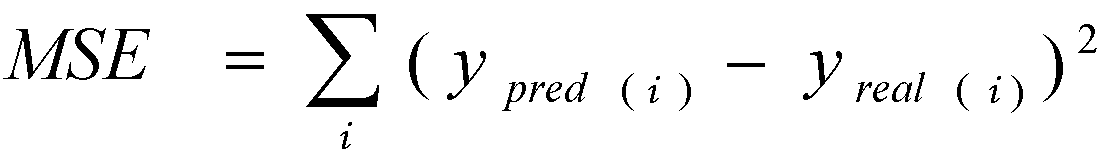 MSE = ∑_i (y_pred (i) − y_real (i))²